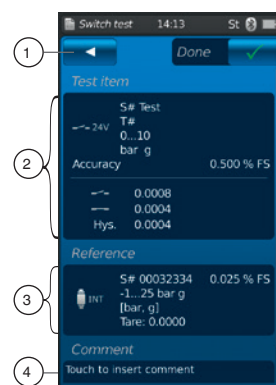 Switch test 14:13 St
1
Done
Test item
2
S# Test
24V T#
0...10
bar g
Accuracy 0.500 % FS
0.0008
0.0004
Hys. 0.0004
Reference
3
S# 00032334 0.025 % FS
INT -1...25 bar g
[bar, g]
Tare: 0.0000
Comment
4
Touch to insert comment